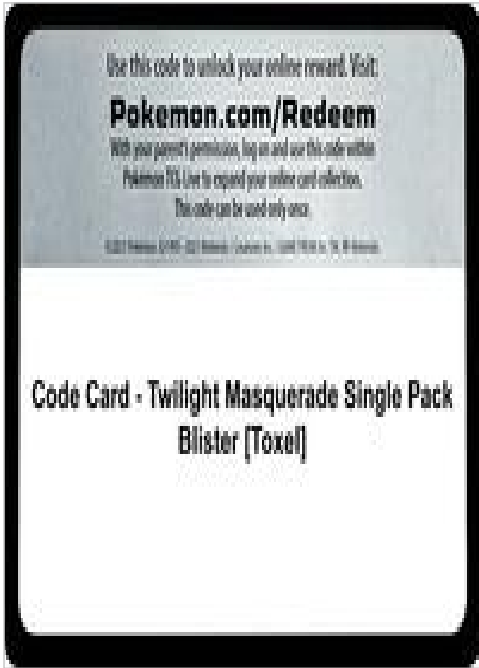 Use this code to unlock your online reward. Visit:
Pokemon.com/Redeem
With your parent's permission, log on and use this code within
Pokémon TCG Live to expand your online card collection.
This code can be used only once.
Code Card - Twilight Masquerade Single Pack
Blister [Toxel]